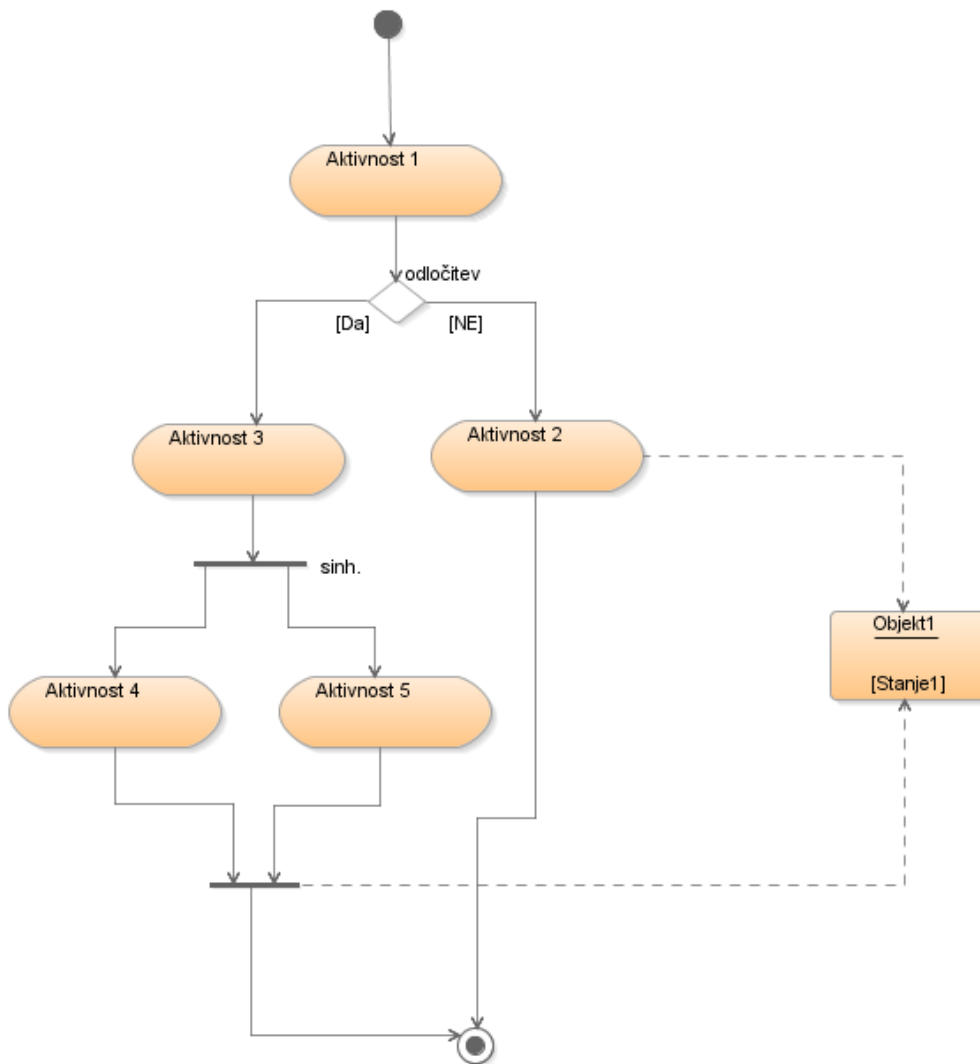 Aktivnost 1
odločitev
[Da]
[NE]
Aktivnost 3
Aktivnost 2
sinh.
Objekt1
[Stanje1]
Aktivnost 4
Aktivnost 5